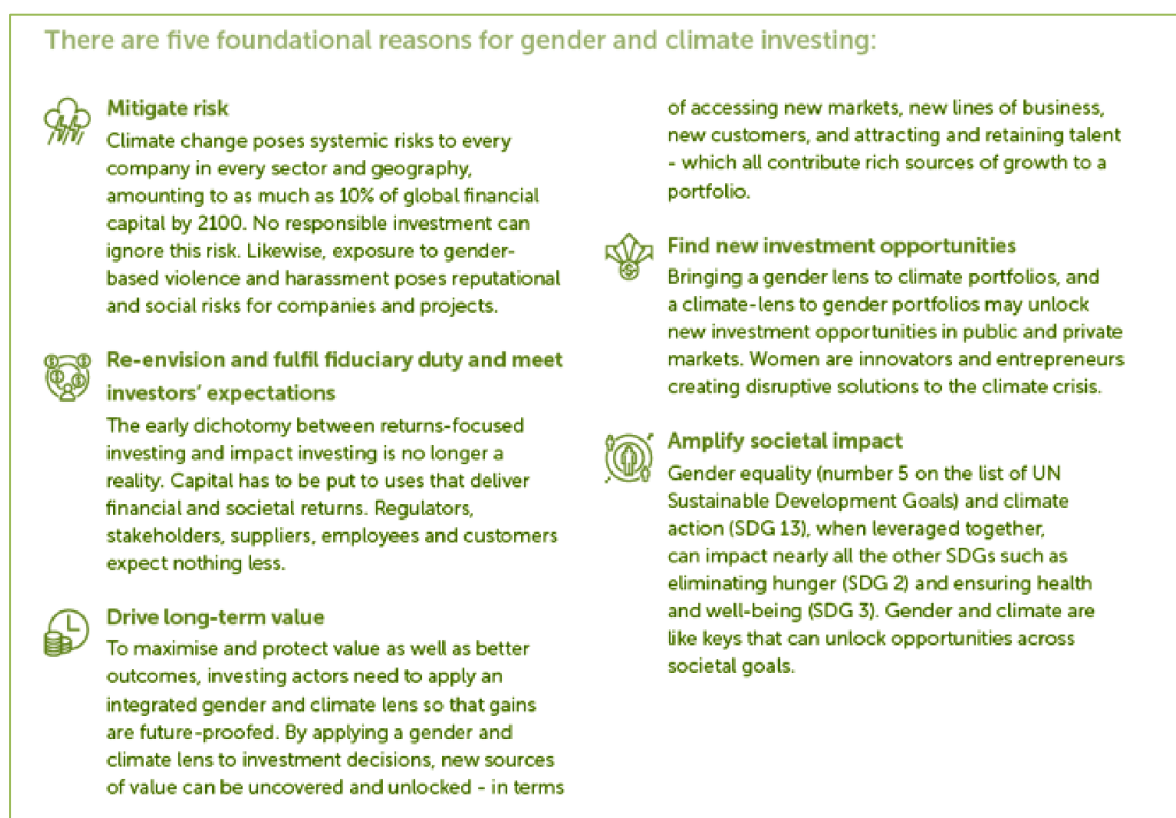 There are five foundational reasons for gender and climate investing:
Mitigate risk
Climate change poses systemic risks to every
company in every sector and geography,
amounting to as much as 10% of global financial
capital by 2100. No responsible investment can
ignore this risk. Likewise, exposure to gender-
based violence and harassment poses reputational
and social risks for companies and projects.
Re-envision and fulfil fiduciary duty and meet
investors' expectations
The early dichotomy between returns-focused
investing and impact investing is no longer a
reality. Capital has to be put to uses that deliver
financial and societal returns. Regulators,
stakeholders, suppliers, employees and customers
expect nothing less.
Drive long-term value
To maximise and protect value as well as better
outcomes, investing actors need to apply an
integrated gender and climate lens so that gains
are future-proofed. By applying a gender and
climate lens to investment decisions, new sources
of value can be uncovered and unlocked - in terms
of accessing new markets, new lines of business,
new customers, and attracting and retaining talent
- which all contribute rich sources of growth to a
portfolio.
Find new investment opportunities
Bringing a gender lens to climate portfolios, and
a climate-lens to gender portfolios may unlock
new investment opportunities in public and private
markets. Women are innovators and entrepreneurs
creating disruptive solutions to the climate crisis.
Amplify societal impact
Gender equality (number 5 on the list of UN
Sustainable Development Goals) and climate
action (SDG 13), when leveraged together,
can impact nearly all the other SDGs such as
eliminating hunger (SDG 2) and ensuring health
and well-being (SDG 3). Gender and climate are
like keys that can unlock opportunities across
societal goals.